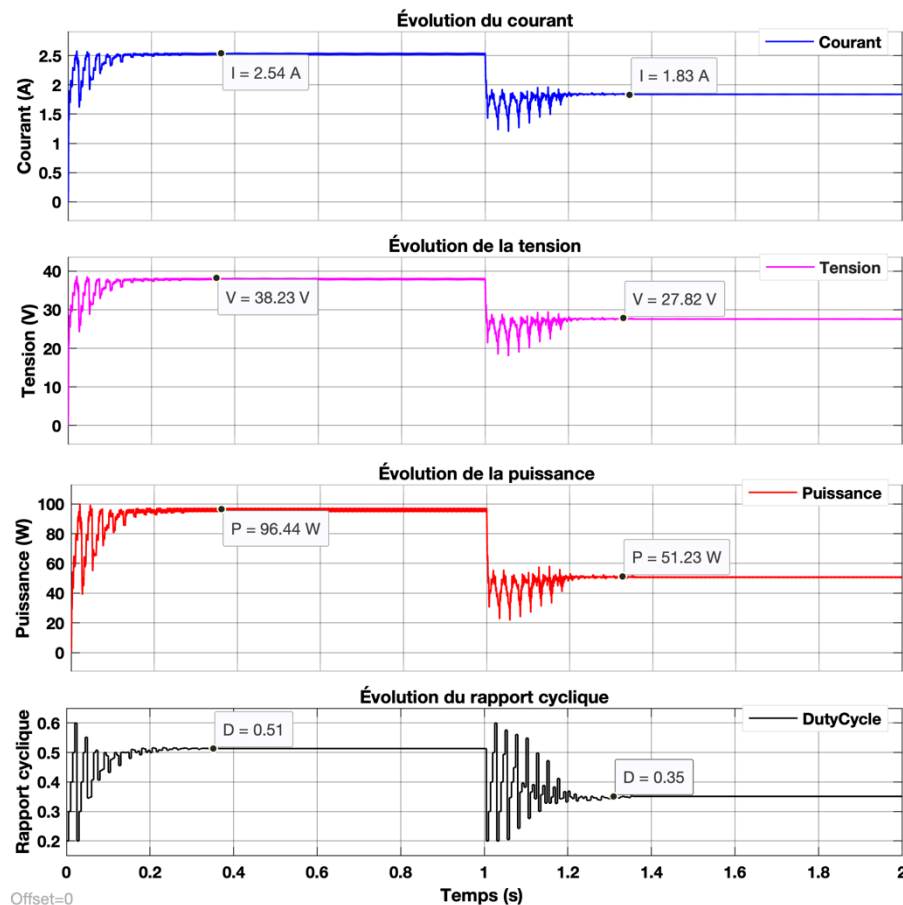 Évolution du courant
Courant
2.5
2
1.5
1
0.5
0
Courant (A)
I = 2.54 A
I = 1.83 A
Évolution de la tension
Tension
40
30
20
10
0
Tension (V)
V = 38.23 V
V = 27.82 V
Évolution de la puissance
Puissance
100
80
60
40
20
0
Puissance (W)
P = 96.44 W
P = 51.23 W
Évolution du rapport cyclique
DutyCycle
0.6
0.5
0.4
0.3
0.2
Rapport cyclique
D = 0.51
D = 0.35
0 0.2 0.4 0.6 0.8 1 1.2 1.4 1.6 1.8 2
Temps (s)
Offset=0